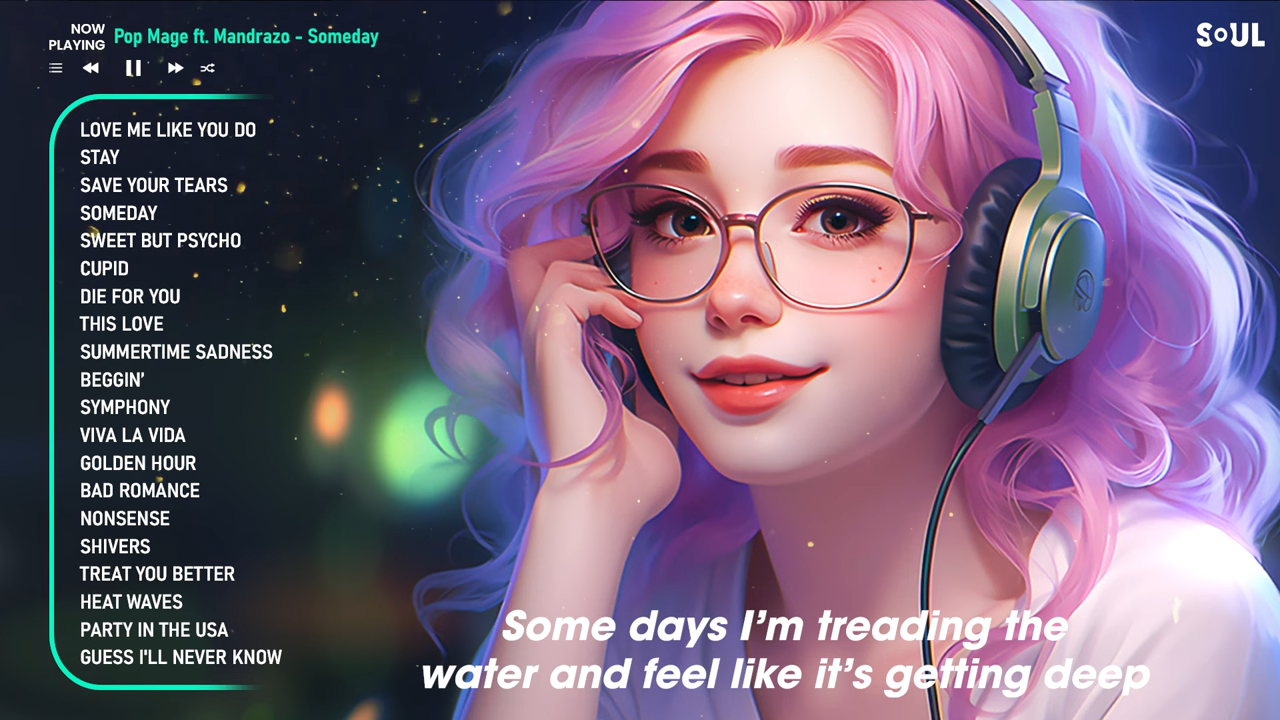 NOW
PLAYING
Pop Mage ft. Mandrazo - Someday
SOUL
LOVE ME LIKE YOU DO
STAY
SAVE YOUR TEARS
SOMEDAY
SWEET BUT PSYCHO
CUPID
DIE FOR YOU
THIS LOVE
SUMMERTIME SADNESS
BEGGIN'
SYMPHONY
VIVA LA VIDA
GOLDEN HOUR
BAD ROMANCE
NONSENSE
SHIVERS
TREAT YOU BETTER
HEAT WAVES
PARTY IN THE USA
GUESS I'LL NEVER KNOW
Some days I'm treading the
water and feel like it's getting deep